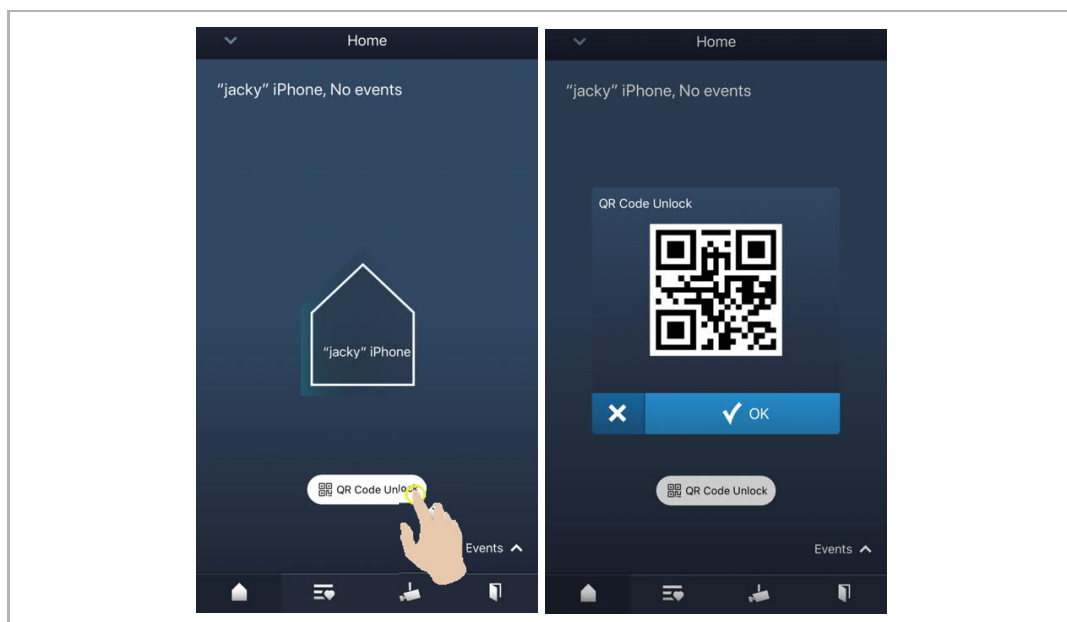 Home
"jacky" iPhone, No events
"jacky" iPhone
QR Code Unlock
Events
Home
"jacky" iPhone, No events
QR Code Unlock
OK
QR Code Unlock
Events